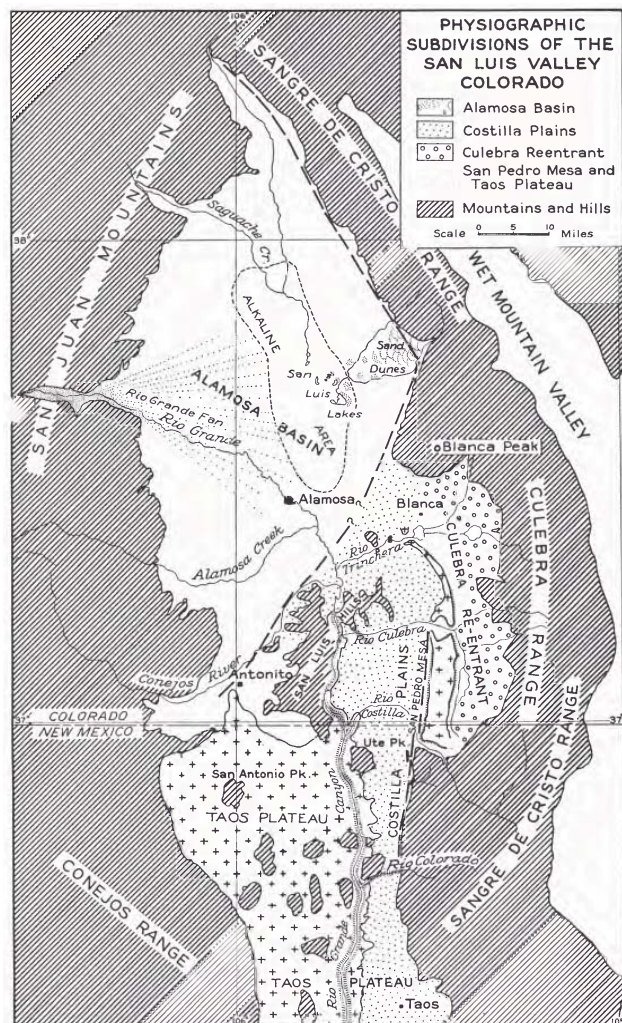 PHYSIOGRAPHIC
SUBDIVISIONS OF THE
SAN LUIS VALLEY
COLORADO
Alamosa Basin
Costilla Plains
Culebra Reentrant
San Pedro Mesa and
Taos Plateau
Mountains and Hills
Scale 0 5 10 Miles
106°
SANGRE DE CRISTO
RANGE
SAN JUAN MOUNTAINS
WET MOUNTAIN VALLEY
38°
Saguache Cr.
ALKALINE
AREA
Sand
Dunes
San
Luis
Lakes
ALAMOSA
BASIN
Rio Grande Fan
Rio Grande
Blanca Peak
Alamosa
Blanca
Rio
Trinchera
Alamosa Creek
CULEBRA
RE-ENTRANT
CULEBRA
RANGE
SAN LUIS HILLS
Rio Culebra
Conejos River
Antonito
PLAINS
SAN PEDRO MESA
Rio
Costilla
COLORADO
NEW MEXICO
37°
37°
Ute Pk.
San Antonio Pk.
TAOS PLATEAU
Canyon
COSTILLA
Rio Colorado
SANGRE DE CRISTO RANGE
CONEJOS RANGE
Rio Grande
TAOS PLATEAU
Taos